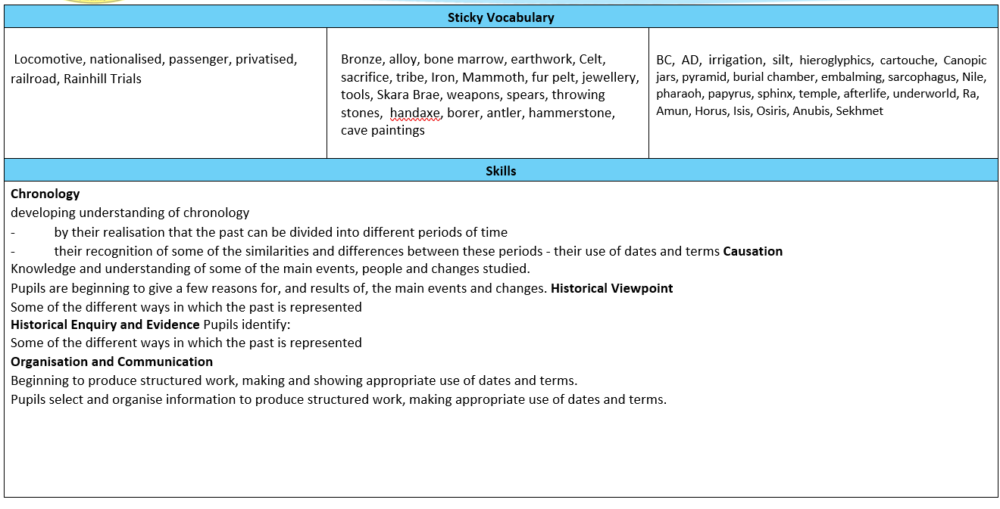 Sticky Vocabulary
Locomotive, nationalised, passenger, privatised,
railroad, Rainhill Trials
Bronze, alloy, bone marrow, earthwork, Celt,
sacrifice, tribe, Iron, Mammoth, fur pelt, jewellery,
tools, Skara Brae, weapons, spears, throwing
stones, handaxe, borer, antler, hammerstone,
cave paintings
BC, AD, irrigation, silt, hieroglyphics, cartouche, Canopic
jars, pyramid, burial chamber, embalming, sarcophagus, Nile,
pharaoh, papyrus, sphinx, temple, afterlife, underworld, Ra,
Amun, Horus, Isis, Osiris, Anubis, Sekhmet
Skills
Chronology
developing understanding of chronology
- by their realisation that the past can be divided into different periods of time
- their recognition of some of the similarities and differences between these periods - their use of dates and terms Causation
Knowledge and understanding of some of the main events, people and changes studied.
Pupils are beginning to give a few reasons for, and results of, the main events and changes. Historical Viewpoint
Some of the different ways in which the past is represented
Historical Enquiry and Evidence Pupils identify:
Some of the different ways in which the past is represented
Organisation and Communication
Beginning to produce structured work, making and showing appropriate use of dates and terms.
Pupils select and organise information to produce structured work, making appropriate use of dates and terms.